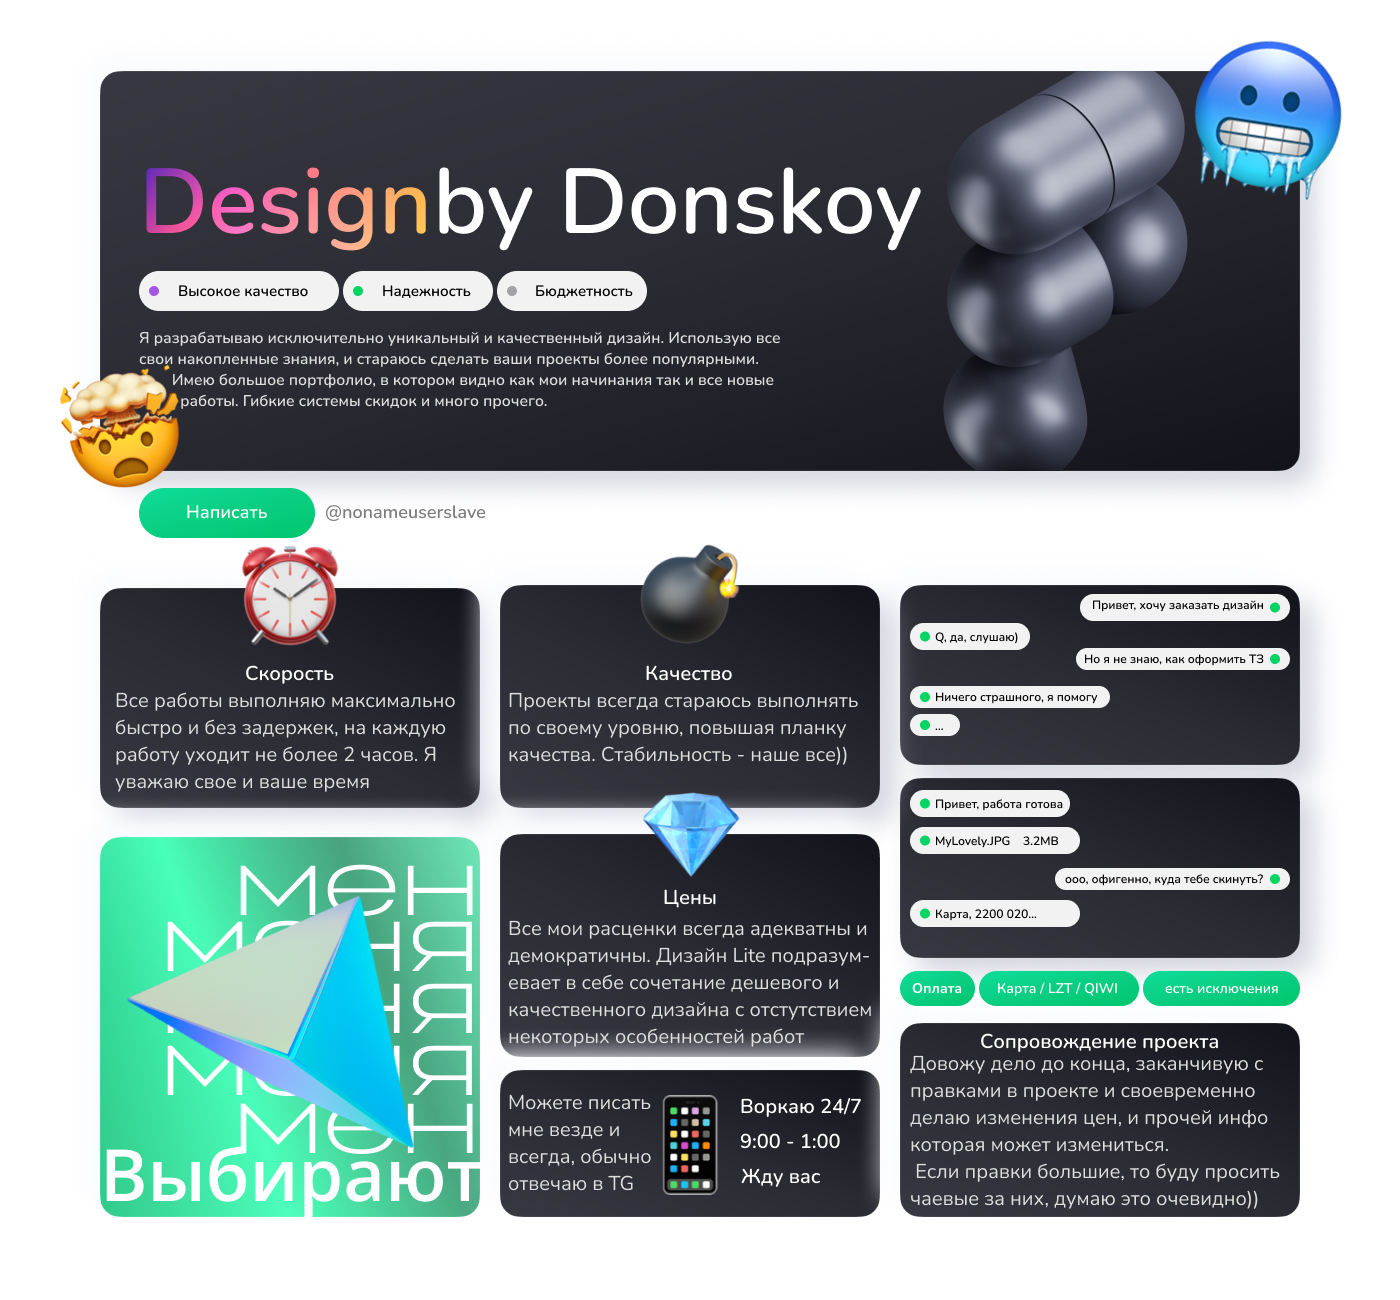 Design by Donskoy
Высокое качество
Надежность
Бюджетность
Я разрабатываю исключительно уникальный и качественный дизайн. Использую все
свои накопленные знания, и стараюсь сделать ваши проекты более популярными.
Имею большое портфолио, в котором видно как мои начинания так и все новые
работы. Гибкие системы скидок и много прочего.
Написать
@nonameuserslave
Скорость
Все работы выполняю максимально
быстро и без задержек, на каждую
работу уходит не более 2 часов. Я
уважаю свое и ваше время
Качество
Проекты всегда стараюсь выполнять
по своему уровню, повышая планку
качества. Стабильность - наше все))
Привет, хочу заказать дизайн
Q, да, слушаю)
Но я не знаю, как оформить ТЗ
Ничего страшного, я помогу
...
Привет, работа готова
MyLovely.JPG 3.2MB
ооо, офигенно, куда тебе скинуть?
Карта, 2200 020...
мен
Выбирают
Цены
Все мои расценки всегда адекватны и
демократичны. Дизайн Lite подразум-
евает в себе сочетание дешевого и
качественного дизайна с отстутствием
некоторых особенностей работ
Можете писать
мне везде и
всегда, обычно
отвечаю в TG
Воркаю 24/7
9:00 - 1:00
Жду вас
Оплата
Карта / LZT / QIWI
есть исключения
Сопровождение проекта
Довожу дело до конца, заканчивую с
правками в проекте и своевременно
делаю изменения цен, и прочей инфо
которая может измениться.
Если правки большие, то буду просить
чаевые за них, думаю это очевидно))